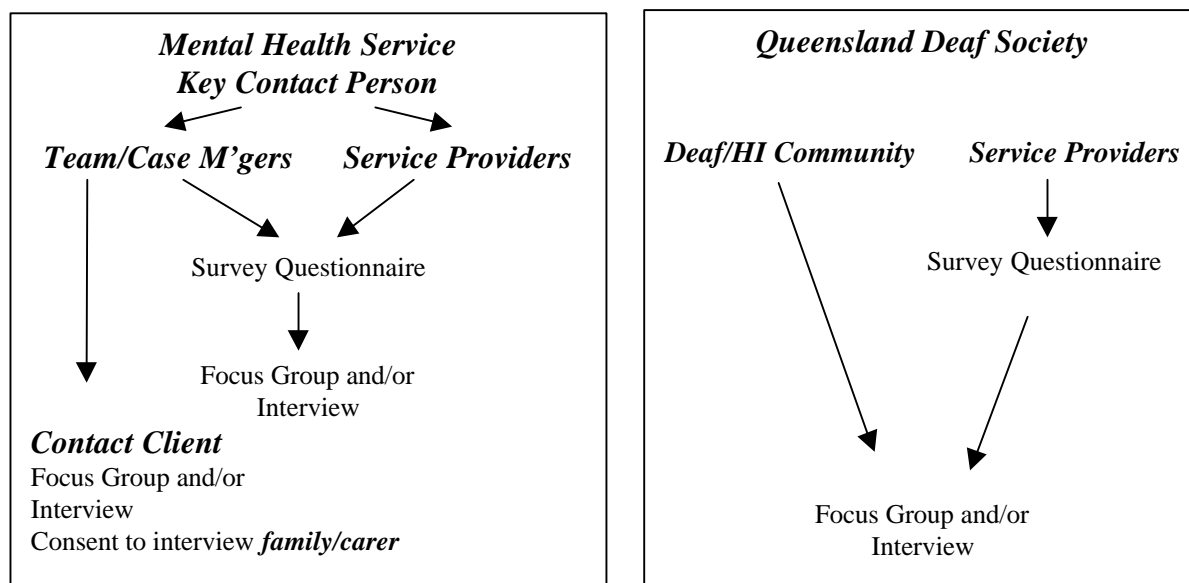 Mental Health Service
Key Contact Person
Team/Case M'gers
Service Providers
Survey Questionnaire
Focus Group and/or
Interview
Contact Client
Focus Group and/or
Interview
Consent to interview family/carer
Queensland Deaf Society
Deaf/HI Community
Service Providers
Survey Questionnaire
Focus Group and/or
Interview